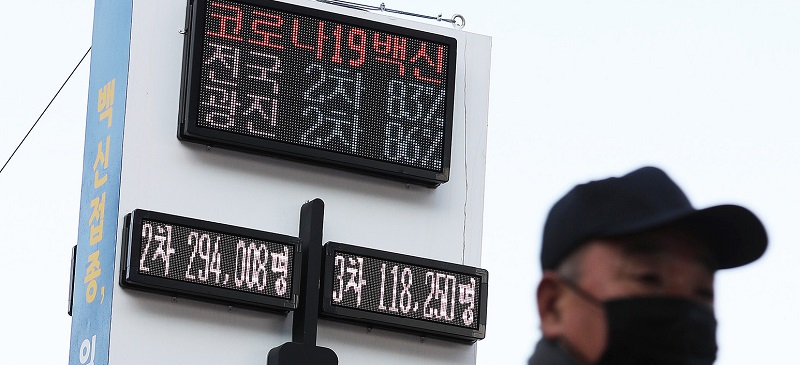 코로나19백신
전국 2차
광진 2차
2차 294,008명
3차 118,250명
백신접종,